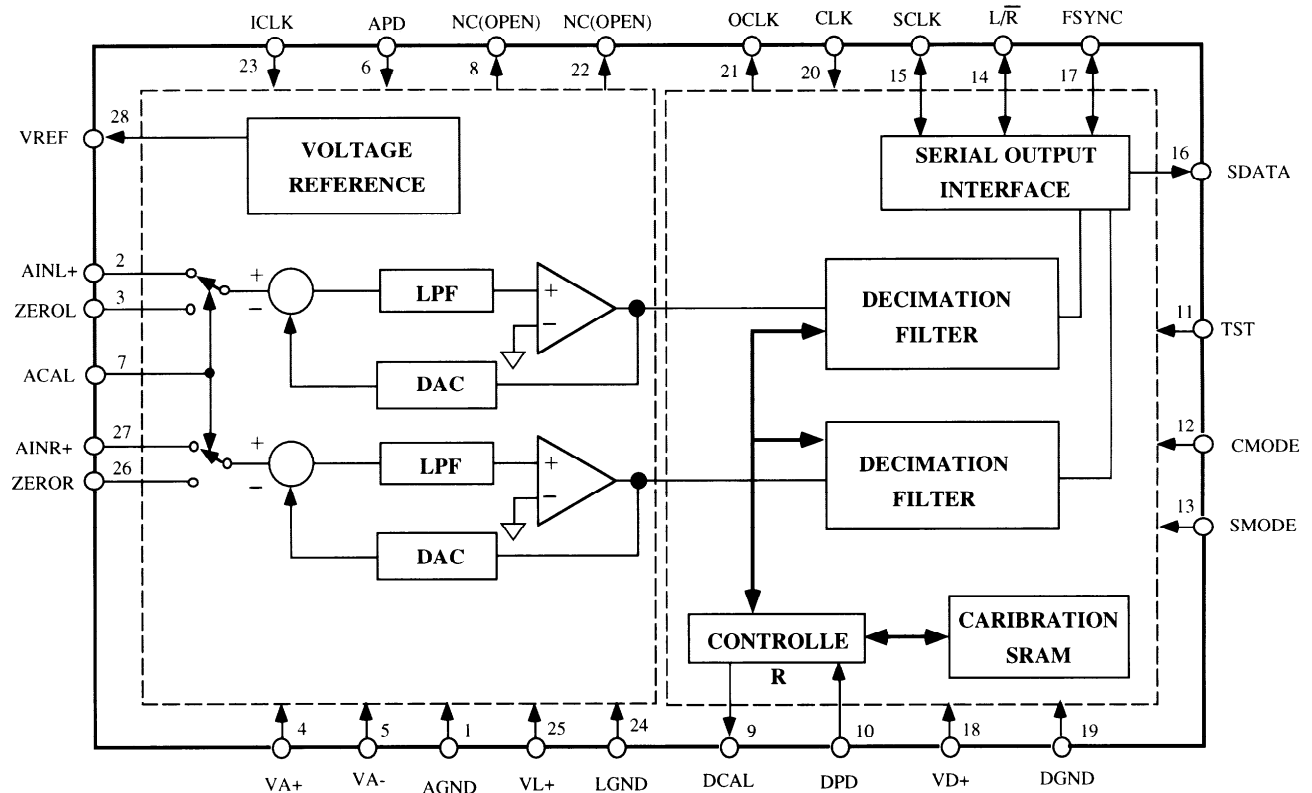 ICLK
APD
NC(OPEN)
NC(OPEN)
OCLK
CLK
SCLK
L/R̅
FSYNC
23
6
8
22
21
20
15
14
17
VREF
28
VOLTAGE
REFERENCE
SERIAL OUTPUT
INTERFACE
16
SDATA
AINL+
2
ZEROL
3
+
−
LPF
+
−
DAC
DECIMATION
FILTER
11
TST
ACAL
7
AINR+
27
ZEROR
26
+
−
LPF
+
−
DAC
DECIMATION
FILTER
12
CMODE
13
SMODE
CONTROLLE
R
CARIBRATION
SRAM
4
5
1
25
24
9
10
18
19
VA+
VA-
AGND
VL+
LGND
DCAL
DPD
VD+
DGND